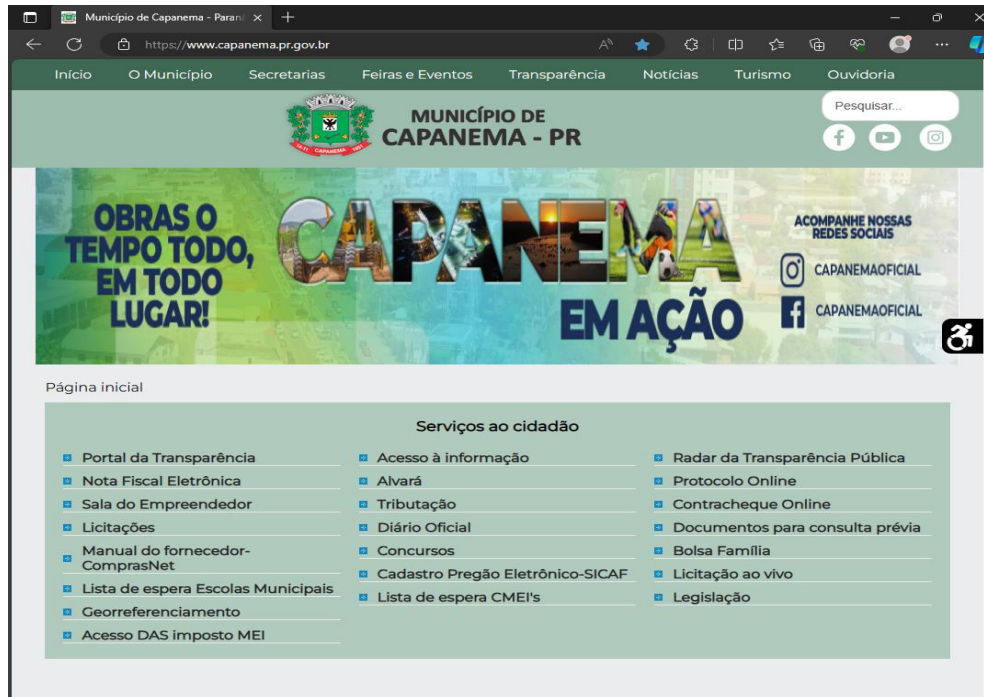 Município de Capanema - Paraná
https://www.capanema.pr.gov.br
Início O Município Secretarias Feiras e Eventos Transparência Notícias Turismo Ouvidoria
MUNICÍPIO DE
CAPANEMA - PR
Pesquisar...
OBRAS O
TEMPO TODO,
EM TODO
LUGAR!
CAPANEMA
EM AÇÃO
ACOMPANHE NOSSAS
REDES SOCIAIS
CAPANEMAOFICIAL
CAPANEMAOFICIAL
Página inicial
Serviços ao cidadão
Portal da Transparência
Nota Fiscal Eletrônica
Sala do Empreendedor
Licitações
Manual do fornecedor-
ComprasNet
Lista de espera Escolas Municipais
Georreferenciamento
Acesso DAS imposto MEI
Acesso à informação
Alvará
Tributação
Diário Oficial
Concursos
Cadastro Pregão Eletrônico-SICAF
Lista de espera CMEI's
Radar da Transparência Pública
Protocolo Online
Contracheque Online
Documentos para consulta prévia
Bolsa Família
Licitação ao vivo
Legislação